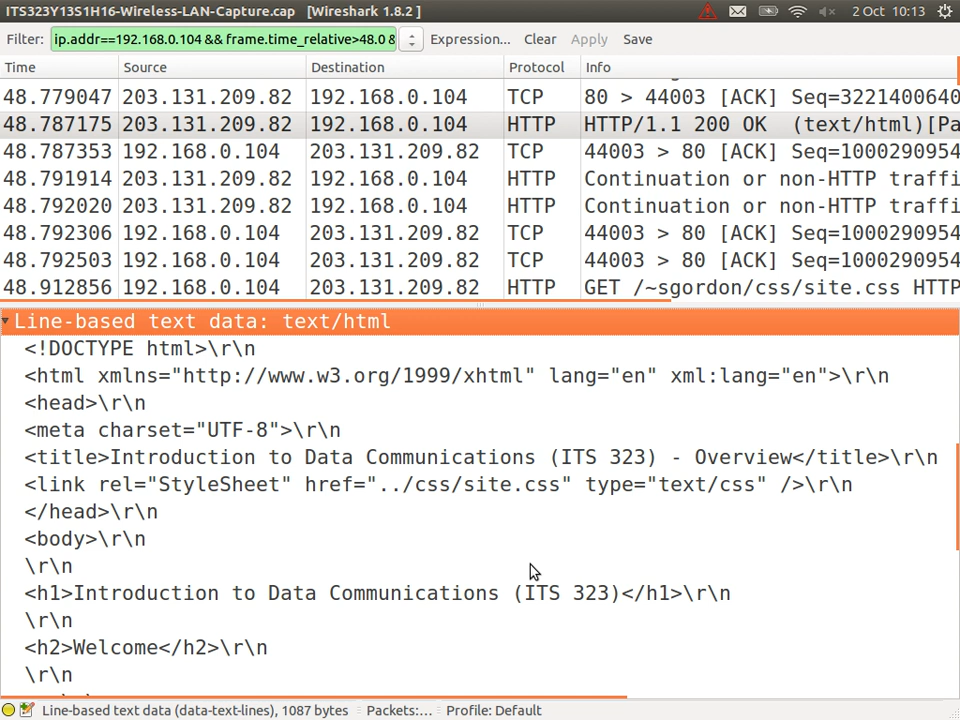 ITS323Y13S1H16-Wireless-LAN-Capture.cap [Wireshark 1.8.2 ] 2 Oct 10:13
Filter: ip.addr==192.168.0.104 && frame.time_relative>48.0 & Expression... Clear Apply Save
Time Source Destination Protocol Info
48.779047 203.131.209.82 192.168.0.104 TCP 80 > 44003 [ACK] Seq=3221400640
48.787175 203.131.209.82 192.168.0.104 HTTP HTTP/1.1 200 OK (text/html)[Pa
48.787353 192.168.0.104 203.131.209.82 TCP 44003 > 80 [ACK] Seq=1000290954
48.791914 203.131.209.82 192.168.0.104 HTTP Continuation or non-HTTP traffi
48.792020 203.131.209.82 192.168.0.104 HTTP Continuation or non-HTTP traffi
48.792306 192.168.0.104 203.131.209.82 TCP 44003 > 80 [ACK] Seq=1000290954
48.792503 192.168.0.104 203.131.209.82 TCP 44003 > 80 [ACK] Seq=1000290954
48.912856 192.168.0.104 203.131.209.82 HTTP GET /~sgordon/css/site.css HTTP
Line-based text data: text/html
<!DOCTYPE html>\r\n
<html xmlns="http://www.w3.org/1999/xhtml" lang="en" xml:lang="en">\r\n
<head>\r\n
<meta charset="UTF-8">\r\n
<title>Introduction to Data Communications (ITS 323) - Overview</title>\r\n
<link rel="StyleSheet" href="../css/site.css" type="text/css" />\r\n
</head>\r\n
<body>\r\n
\r\n
<h1>Introduction to Data Communications (ITS 323)</h1>\r\n
\r\n
<h2>Welcome</h2>\r\n
\r\n
Line-based text data (data-text-lines), 1087 bytes Packets:... Profile: Default